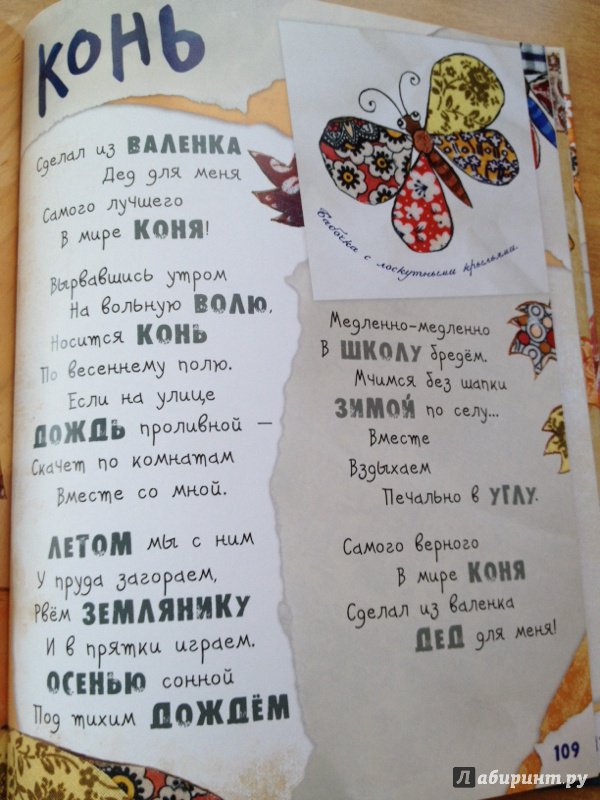 КОНЬ
Сделал из ВАЛЕНКА
Дед для меня
Самого лучшего
В мире КОНЯ!
Вырвавшись утром
На вольную ВОЛЮ,
Носится КОНЬ
По весеннему полю.
Если на улице
ДОЖДЬ проливной —
Скачет по комнатам
Вместе со мной.
ЛЕТОМ мы с ним
У пруда загораем,
Рвём ЗЕМЛЯНИКУ
И в прятки играем.
ОСЕНЬЮ сонной
Под тихим ДОЖДЁМ
Бабочка с лоскутными крыльями.
Медленно-медленно
В ШКОЛУ бредём.
Мчимся без шапки
ЗИМОЙ по селу...
Вместе
Вздыхаем
Печально в УГЛУ.
Самого верного
В мире КОНЯ
Сделал из валенка
ДЕД для меня!
109
Лабиринт.ру